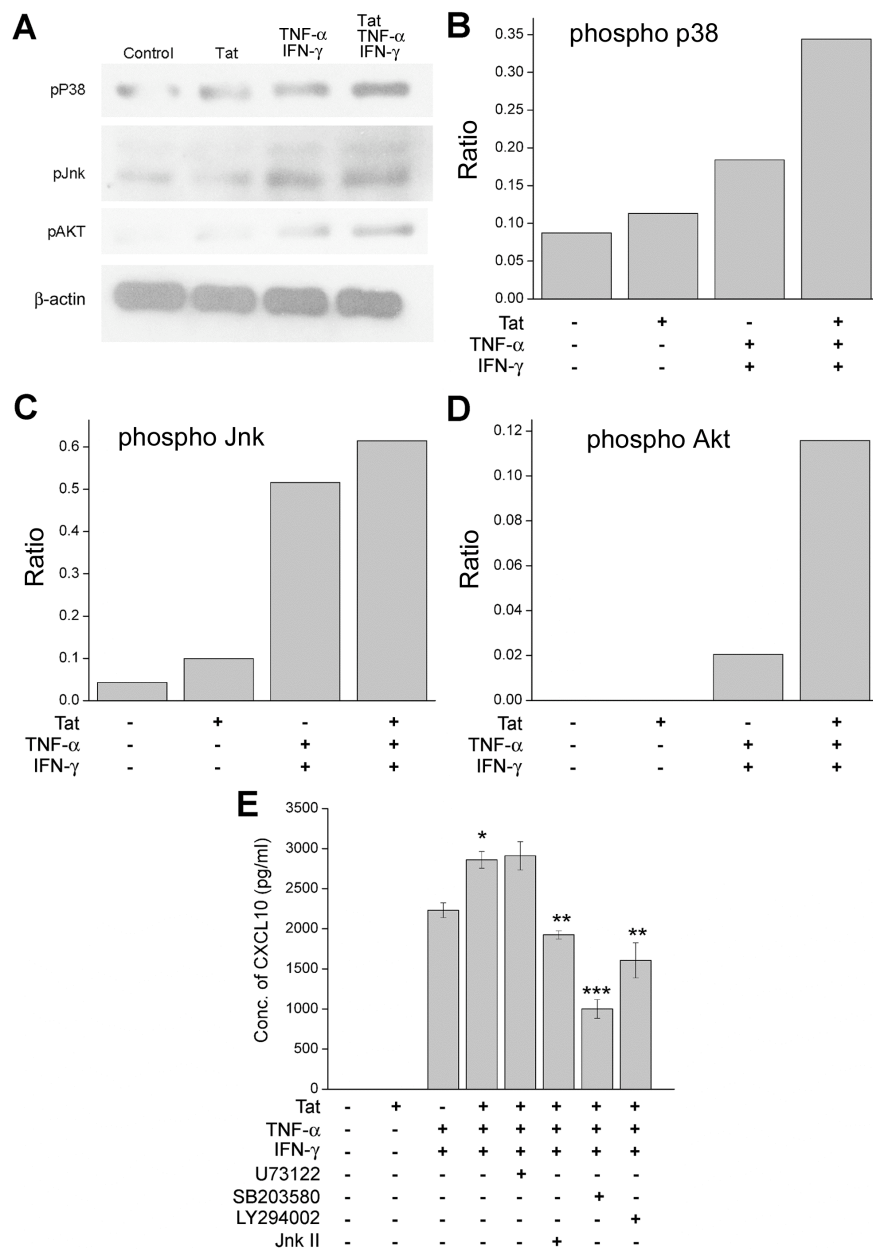 A
Control
Tat
TNF-α
IFN-γ
Tat
TNF-α
IFN-γ
pP38
pJnk
pAKT
β-actin
B
phospho p38
Ratio
0.35
0.30
0.25
0.20
0.15
0.10
0.05
0.00
Tat - + - +
TNF-α - - + +
IFN-γ - - + +
C
phospho Jnk
Ratio
0.6
0.5
0.4
0.3
0.2
0.1
0.0
Tat - + - +
TNF-α - - + +
IFN-γ - - + +
D
phospho Akt
Ratio
0.12
0.10
0.08
0.06
0.04
0.02
0.00
Tat - + - +
TNF-α - - + +
IFN-γ - - + +
E
Conc. of CXCL10 (pg/ml)
3500
3000
2500
2000
1500
1000
500
0
*
**
***
**
Tat - + - + + + + +
TNF-α - - + + + + + +
IFN-γ - - + + + + + +
U73122 - - - - + - - -
SB203580 - - - - - - + -
LY294002 - - - - - - - +
Jnk II - - - - - + - -